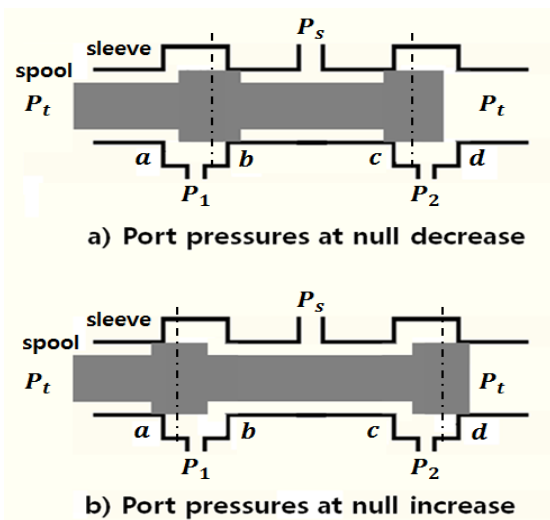 P_s
sleeve
spool
P_t P_t
a b c d
P_1 P_2
a) Port pressures at null decrease
P_s
sleeve
spool
P_t P_t
a b c d
P_1 P_2
b) Port pressures at null increase